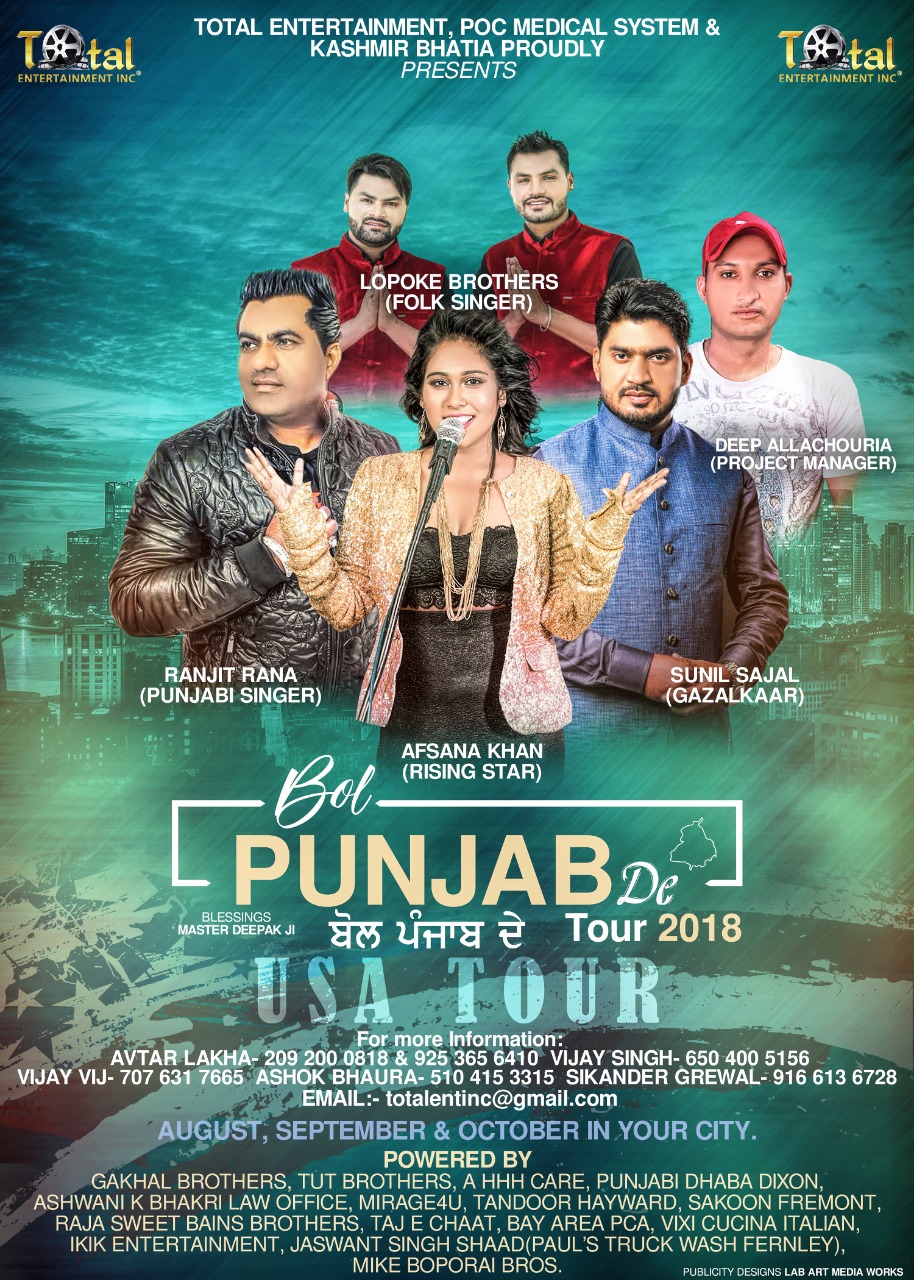 Total
ENTERTAINMENT INC®
TOTAL ENTERTAINMENT, POC MEDICAL SYSTEM &
KASHMIR BHATIA PROUDLY
PRESENTS
Total
ENTERTAINMENT INC®
LOPOKE BROTHERS
(FOLK SINGER)
DEEP ALLACHOURIA
(PROJECT MANAGER)
RANJIT RANA
(PUNJABI SINGER)
SUNIL SAJAL
(GAZALKAAR)
AFSANA KHAN
(RISING STAR)
Bol
PUNJAB De
BLESSINGS
MASTER DEEPAK JI
ਬੋਲ ਪੰਜਾਬ ਦੇ
Tour 2018
USA TOUR
For more Information:
AVTAR LAKHA- 209 200 0818 & 925 365 6410 VIJAY SINGH- 650 400 5156
VIJAY VIJ- 707 631 7665 ASHOK BHAURA- 510 415 3315 SIKANDER GREWAL- 916 613 6728
EMAIL:- totalentinc@gmail.com
AUGUST, SEPTEMBER & OCTOBER IN YOUR CITY.
POWERED BY
GAKHAL BROTHERS, TUT BROTHERS, A HHH CARE, PUNJABI DHABA DIXON,
ASHWANI K BHAKRI LAW OFFICE, MIRAGE4U, TANDOOR HAYWARD, SAKOON FREMONT,
RAJA SWEET BAINS BROTHERS, TAJ E CHAAT, BAY AREA PCA, VIXI CUCINA ITALIAN,
IKIK ENTERTAINMENT, JASWANT SINGH SHAAD(PAUL'S TRUCK WASH FERNLEY),
MIKE BOPORAI BROS.
PUBLICITY DESIGNS LAB ART MEDIA WORKS